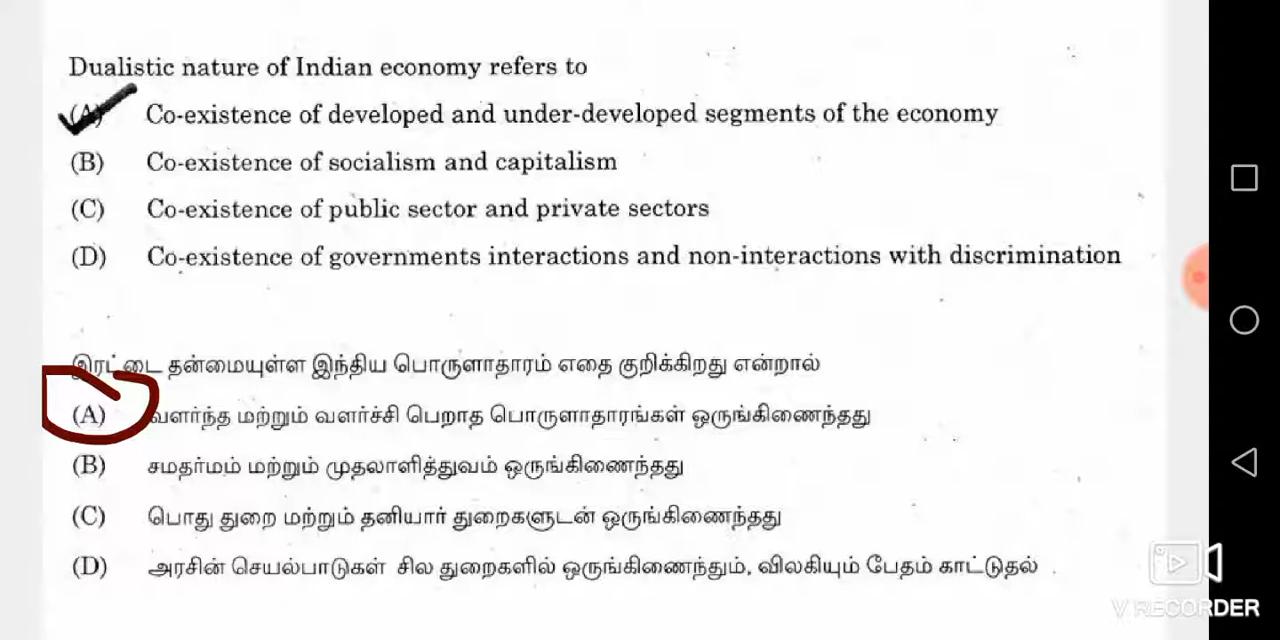 Dualistic nature of Indian economy refers to
(A) Co-existence of developed and under-developed segments of the economy
(B) Co-existence of socialism and capitalism
(C) Co-existence of public sector and private sectors
(D) Co-existence of governments interactions and non-interactions with discrimination
இரட்டை தன்மையுள்ள இந்திய பொருளாதாரம் எதை குறிக்கிறது என்றால்
(A) வளர்ந்த மற்றும் வளர்ச்சி பெறாத பொருளாதாரங்கள் ஒருங்கிணைந்தது
(B) சமதர்மம் மற்றும் முதலாளித்துவம் ஒருங்கிணைந்தது
(C) பொது துறை மற்றும் தனியார் துறைகளுடன் ஒருங்கிணைந்தது
(D) அரசின் செயல்பாடுகள் சில துறைகளில் ஒருங்கிணைந்தும், விலகியும் பேதம் காட்டுதல்
V RECORDER